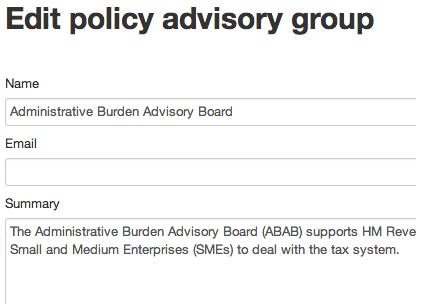 Edit policy advisory group
Name
Administrative Burden Advisory Board
Email
Summary
The Administrative Burden Advisory Board (ABAB) supports HM Reve
Small and Medium Enterprises (SMEs) to deal with the tax system.